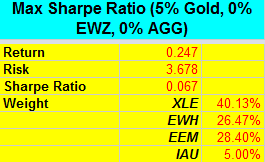 Max Sharpe Ratio (5% Gold, 0%
EWZ, 0% AGG)
Return 0.247
Risk 3.678
Sharpe Ratio 0.067
Weight XLE 40.13%
EWH 26.47%
EEM 28.40%
IAU 5.00%